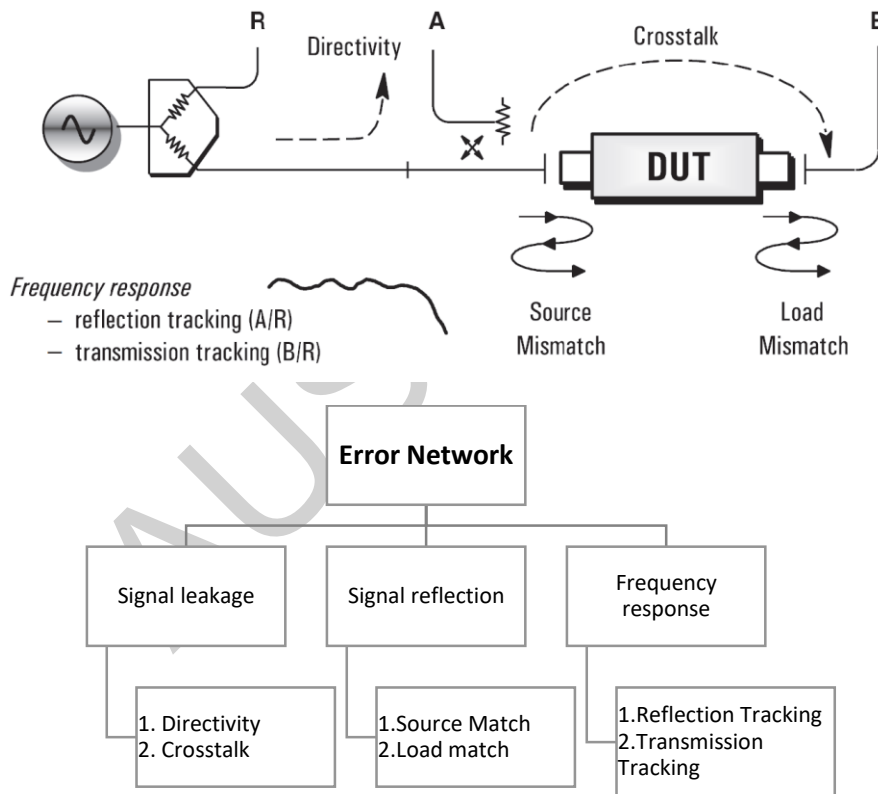 R
A
B
Directivity
Crosstalk
DUT
Frequency response
– reflection tracking (A/R)
– transmission tracking (B/R)
Source
Mismatch
Load
Mismatch
Error Network
Signal leakage
Signal reflection
Frequency
response
1. Directivity
2. Crosstalk
1.Source Match
2.Load match
1.Reflection Tracking
2.Transmission
Tracking